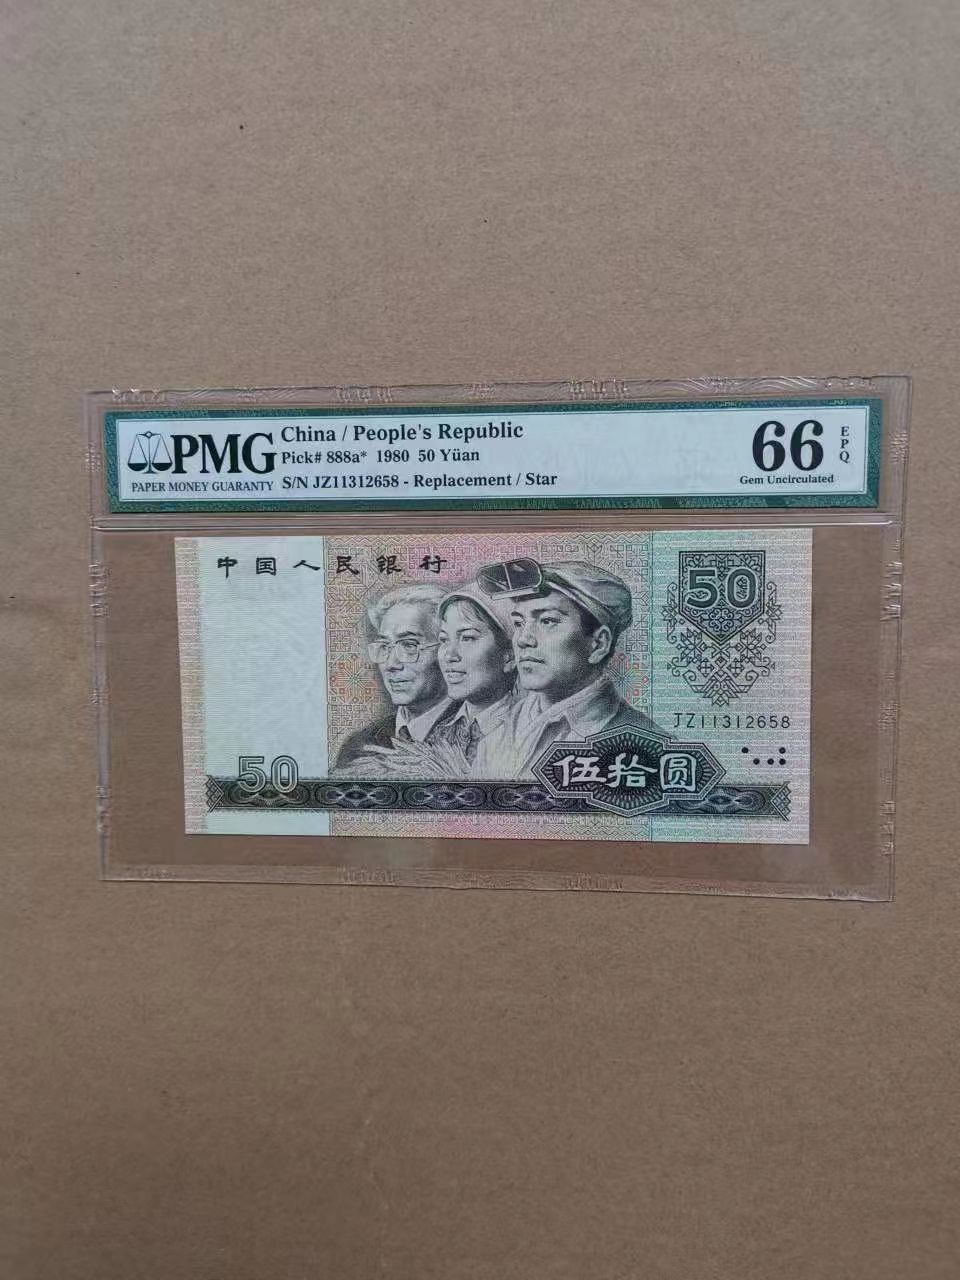 PMG
PAPER MONEY GUARANTY
China / People's Republic
Pick# 888a* 1980 50 Yüan
S/N JZ11312658 - Replacement / Star
66
EPQ
Gem Uncirculated
中国人民银行
50
JZ11312658
50
伍拾圆